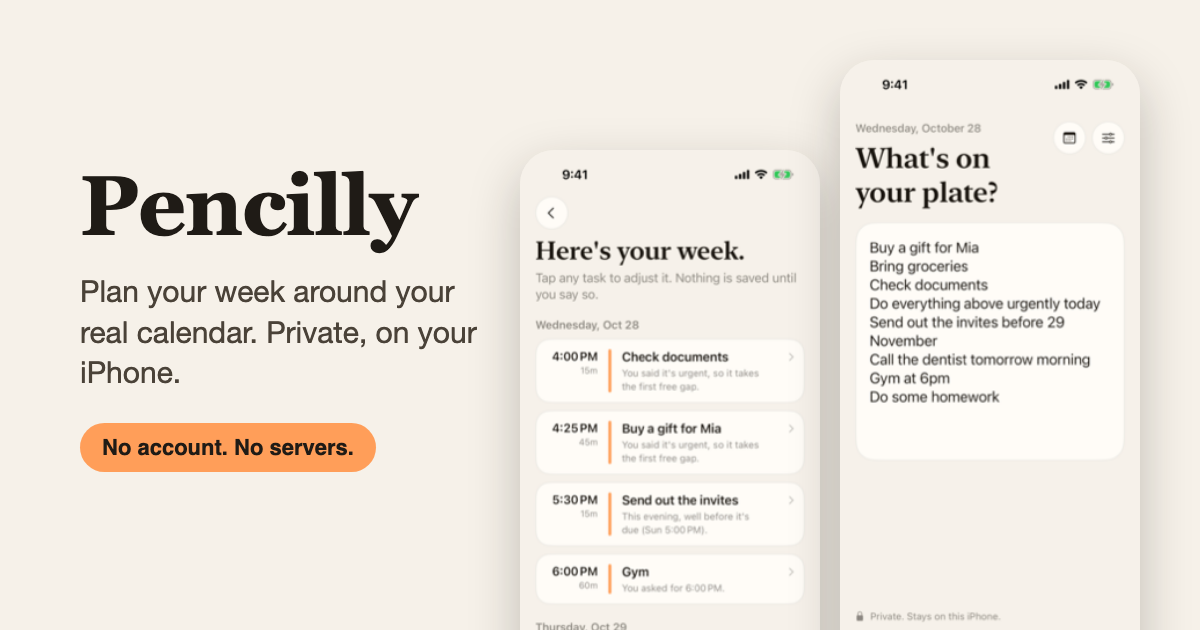 Pencilly
Plan your week around your
real calendar. Private, on your
iPhone.
No account. No servers.
9:41
Here's your week.
Tap any task to adjust it. Nothing is saved until
you say so.
Wednesday, Oct 28
4:00 PM
15m
Check documents
You said it's urgent, so it takes
the first free gap.
4:25 PM
45m
Buy a gift for Mia
You said it's urgent, so it takes
the first free gap.
5:30 PM
15m
Send out the invites
This evening, well before it's
due (Sun 5:00 PM).
6:00 PM
60m
Gym
You asked for 6:00 PM.
Thursday, Oct 29
9:41
Wednesday, October 28
What's on
your plate?
Buy a gift for Mia
Bring groceries
Check documents
Do everything above urgently today
Send out the invites before 29
November
Call the dentist tomorrow morning
Gym at 6pm
Do some homework
Private. Stays on this iPhone.